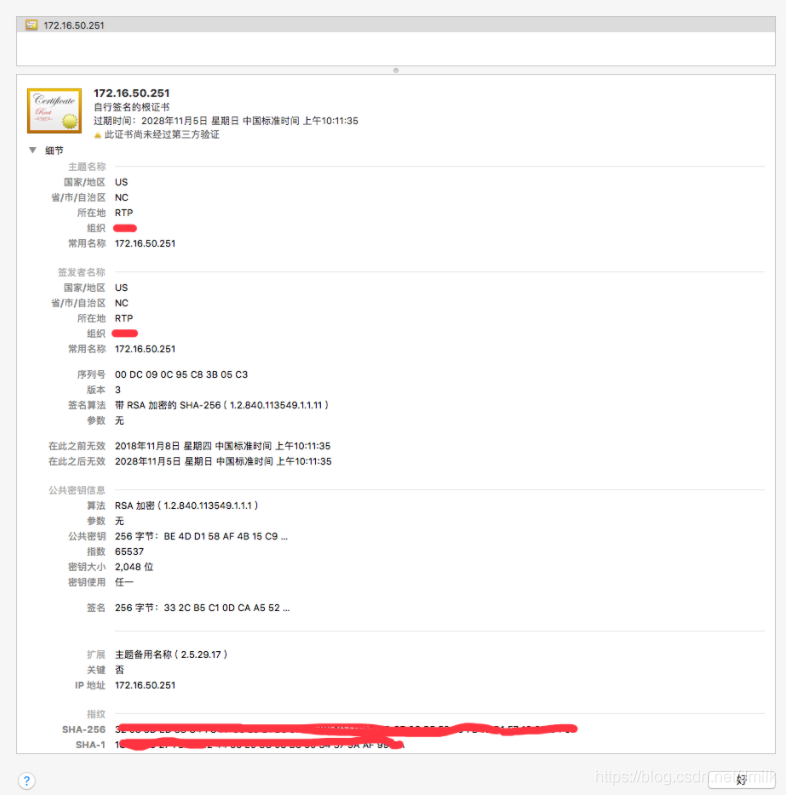 172.16.50.251
Certificate
Root
172.16.50.251
自行签名的根证书
过期时间：2028年11月5日 星期日 中国标准时间 上午10:11:35
此证书尚未经过第三方验证
细节
主题名称
国家/地区 US
省/市/自治区 NC
所在地 RTP
组织
常用名称 172.16.50.251
签发者名称
国家/地区 US
省/市/自治区 NC
所在地 RTP
组织
常用名称 172.16.50.251
序列号 00 DC 09 0C 95 C8 3B 05 C3
版本 3
签名算法 带 RSA 加密的 SHA-256 ( 1.2.840.113549.1.1.11 )
参数 无
在此之前无效 2018年11月8日 星期四 中国标准时间 上午10:11:35
在此之后无效 2028年11月5日 星期日 中国标准时间 上午10:11:35
公共密钥信息
算法 RSA 加密 ( 1.2.840.113549.1.1.1 )
参数 无
公共密钥 256 字节：BE 4D D1 58 AF 4B 15 C9 ...
指数 65537
密钥大小 2,048 位
密钥使用 任一
签名 256 字节：33 2C B5 C1 0D CA A5 52 ...
扩展 主题备用名称 ( 2.5.29.17 )
关键 否
IP 地址 172.16.50.251
指纹
SHA-256
SHA-1
?
好